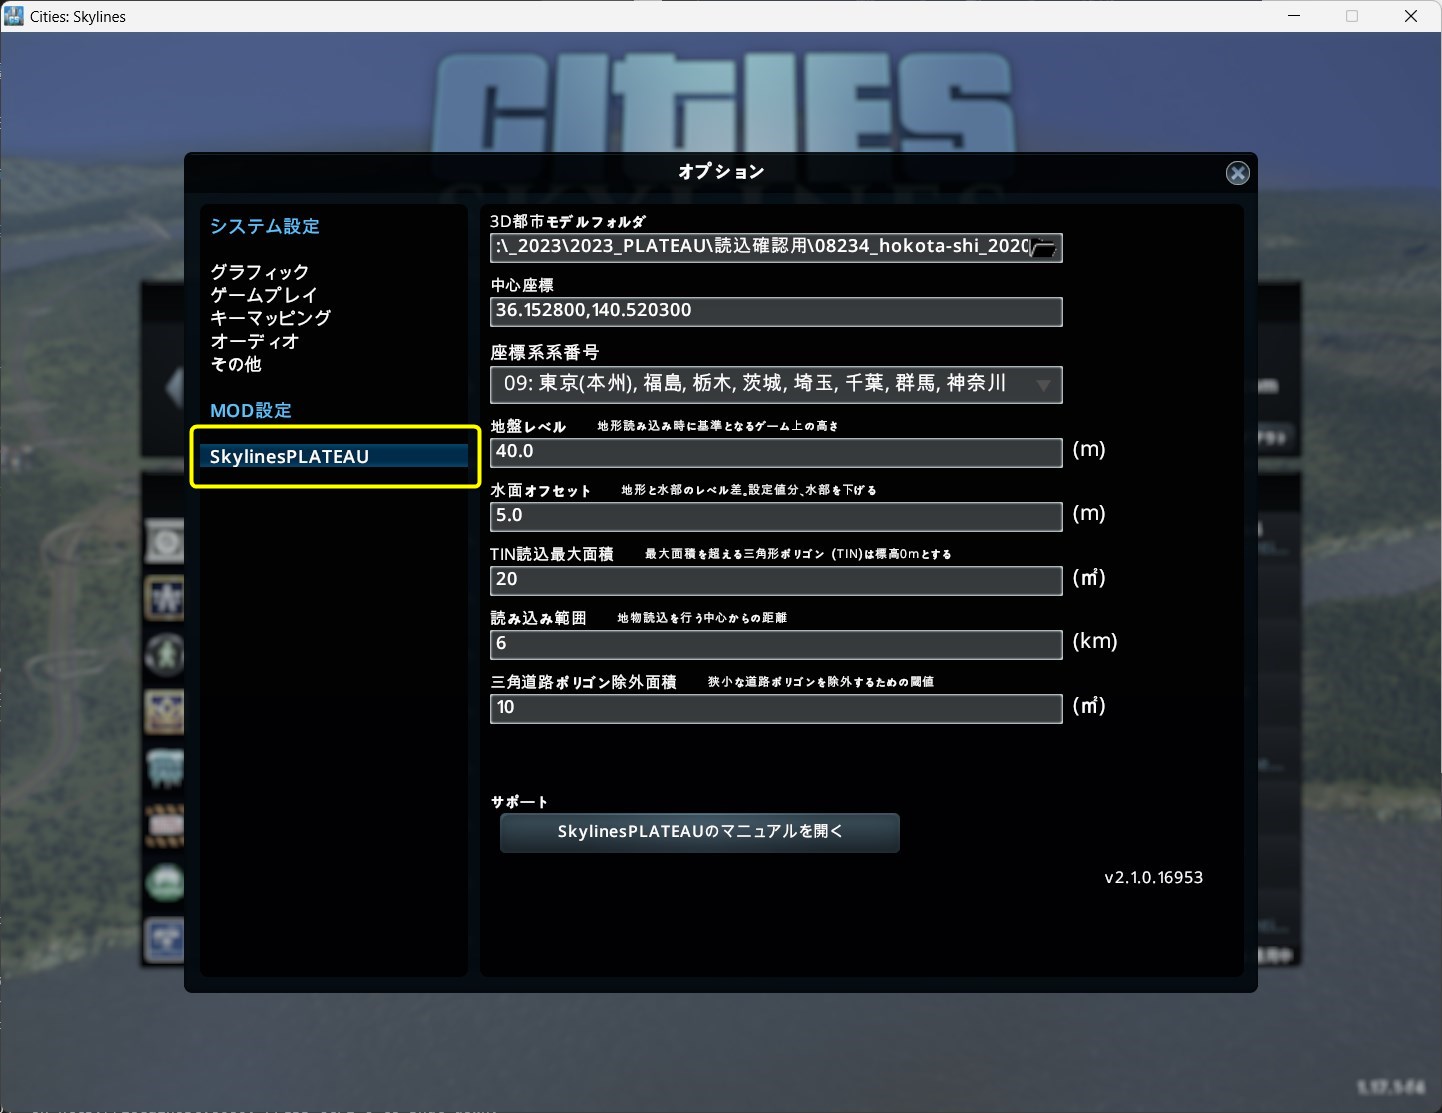 Cities: Skylines
CITIES
SKYLINES
オプション
システム設定
グラフィック
ゲームプレイ
キーマッピング
オーディオ
その他
MOD設定
SkylinesPLATEAU
3D都市モデルフォルダ
:\_2023\2023_PLATEAU\読込確認用\08234_hokota-shi_2020
中心座標
36.152800,140.520300
座標系系番号
09: 東京(本州), 福島, 栃木, 茨城, 埼玉, 千葉, 群馬, 神奈川
地盤レベル 地形読み込み時に基準となるゲーム上の高さ
40.0 (m)
水面オフセット 地形と水部のレベル差。設定値分、水部を下げる
5.0 (m)
TIN読込最大面積 最大面積を超える三角形ポリゴン (TIN)は標高0mとする
20 (㎡)
読み込み範囲 地物読込を行う中心からの距離
6 (km)
三角道路ポリゴン除外面積 狭小な道路ポリゴンを除外するための閾値
10 (㎡)
サポート
SkylinesPLATEAUのマニュアルを開く
v2.1.0.16953
1.17.1-f4